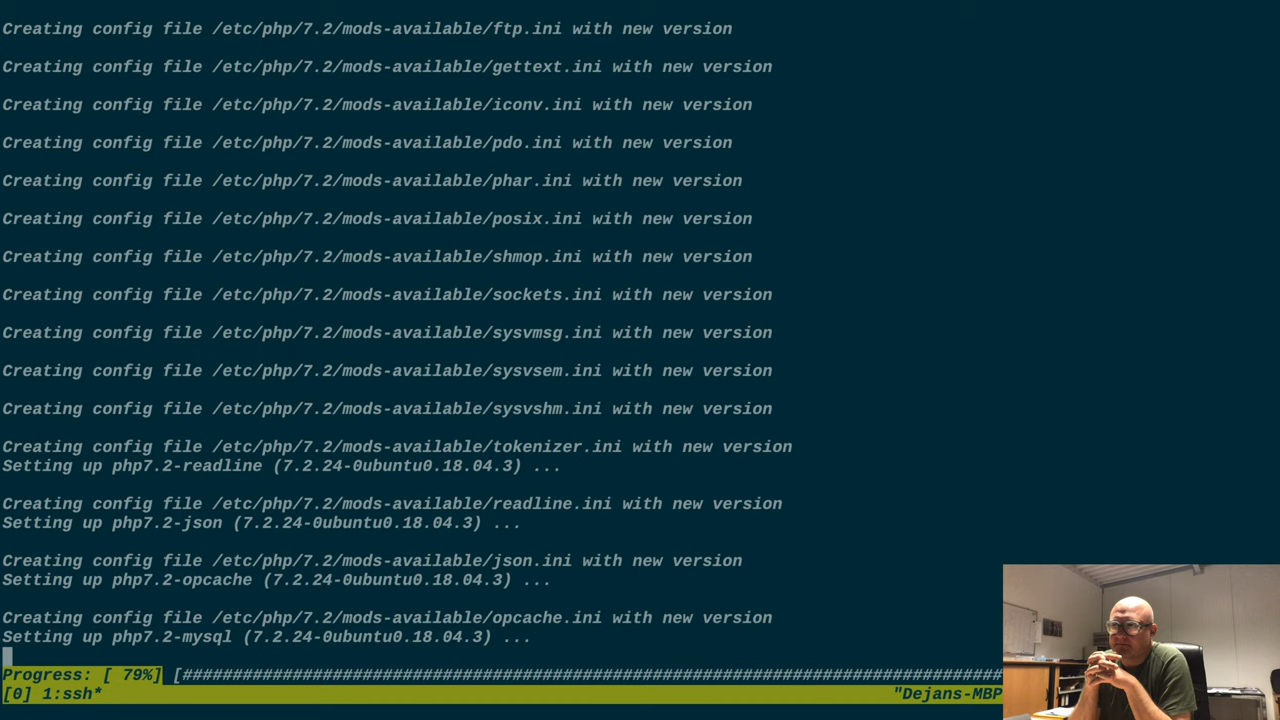 Creating config file /etc/php/7.2/mods-available/ftp.ini with new version
Creating config file /etc/php/7.2/mods-available/gettext.ini with new version
Creating config file /etc/php/7.2/mods-available/iconv.ini with new version
Creating config file /etc/php/7.2/mods-available/pdo.ini with new version
Creating config file /etc/php/7.2/mods-available/phar.ini with new version
Creating config file /etc/php/7.2/mods-available/posix.ini with new version
Creating config file /etc/php/7.2/mods-available/shmop.ini with new version
Creating config file /etc/php/7.2/mods-available/sockets.ini with new version
Creating config file /etc/php/7.2/mods-available/sysvmsg.ini with new version
Creating config file /etc/php/7.2/mods-available/sysvsem.ini with new version
Creating config file /etc/php/7.2/mods-available/sysvshm.ini with new version
Creating config file /etc/php/7.2/mods-available/tokenizer.ini with new version
Setting up php7.2-readline (7.2.24-0ubuntu0.18.04.3) ...
Creating config file /etc/php/7.2/mods-available/readline.ini with new version
Setting up php7.2-json (7.2.24-0ubuntu0.18.04.3) ...
Creating config file /etc/php/7.2/mods-available/json.ini with new version
Setting up php7.2-opcache (7.2.24-0ubuntu0.18.04.3) ...
Creating config file /etc/php/7.2/mods-available/opcache.ini with new version
Setting up php7.2-mysql (7.2.24-0ubuntu0.18.04.3) ...
Progress: [ 79%] [##################################################################################
[0] 1:ssh* "Dejans-MBP